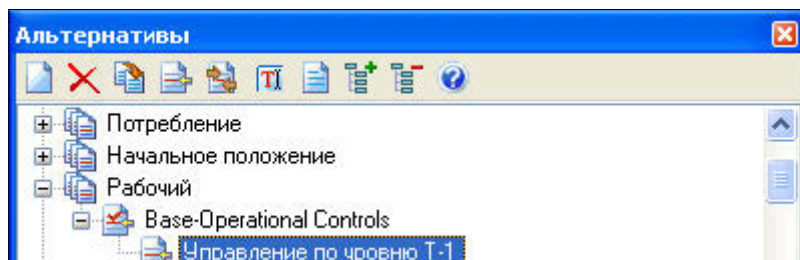 Альтернативы
Потребление
Начальное положение
Рабочий
Base-Operational Controls
Управление по уровню Т-1